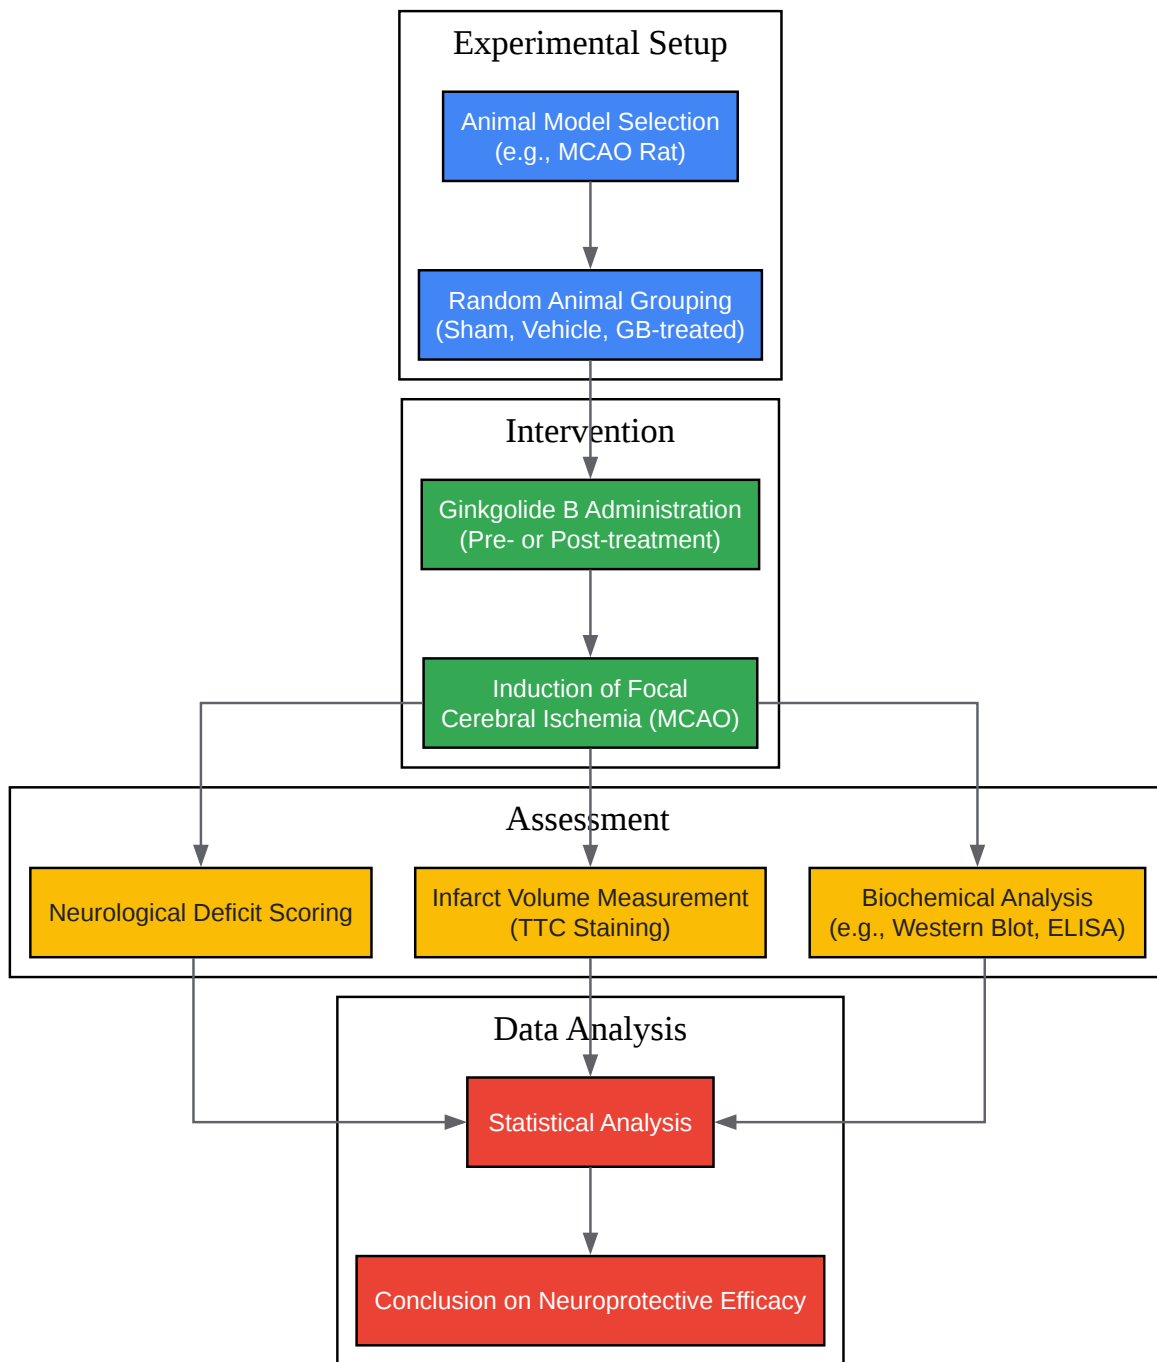 Experimental Setup
Animal Model Selection
(e.g., MCAO Rat)
Random Animal Grouping
(Sham, Vehicle, GB-treated)
Intervention
Ginkgolide B Administration
(Pre- or Post-treatment)
Induction of Focal
Cerebral Ischemia (MCAO)
Assessment
Neurological Deficit Scoring
Infarct Volume Measurement
(TTC Staining)
Biochemical Analysis
(e.g., Western Blot, ELISA)
Data Analysis
Statistical Analysis
Conclusion on Neuroprotective Efficacy